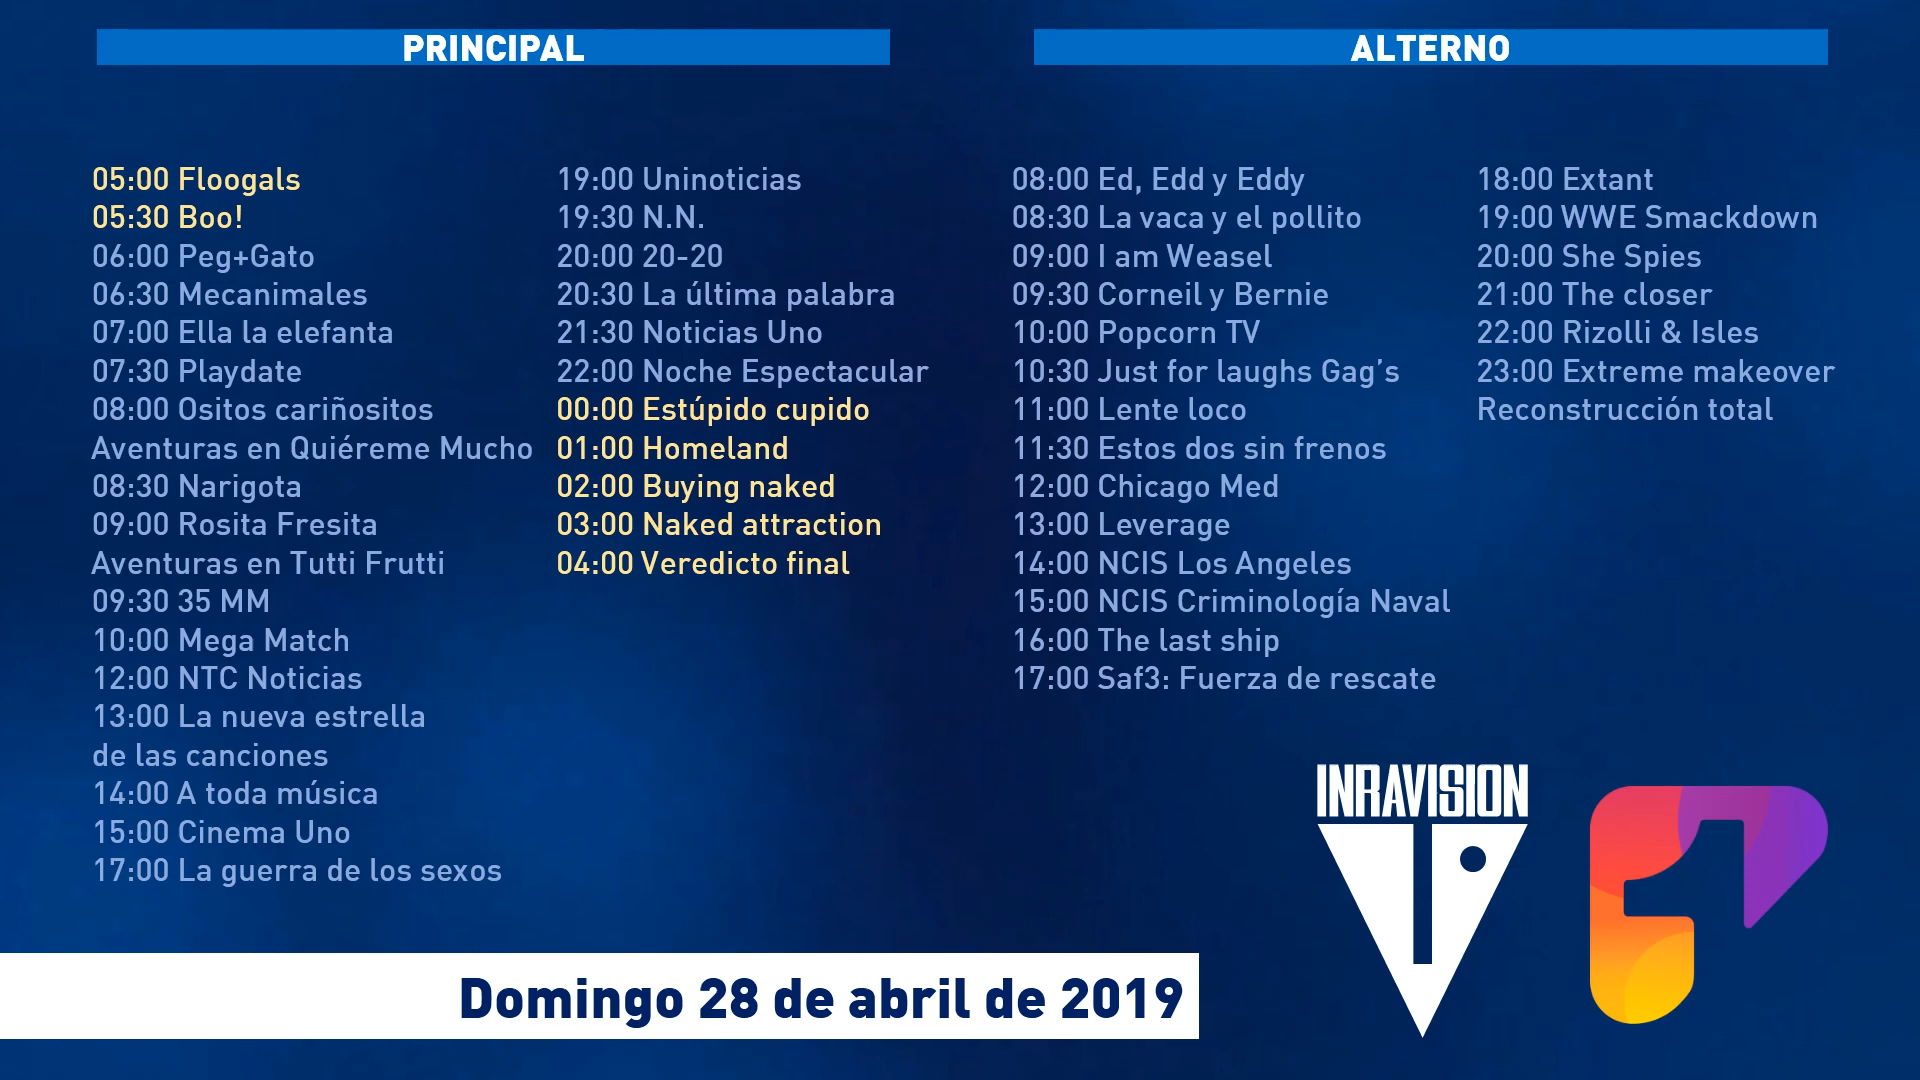 PRINCIPAL
05:00 Floogals
05:30 Boo!
06:00 Peg+Gato
06:30 Mecanimales
07:00 Ella la elefanta
07:30 Playdate
08:00 Ositos cariñositos
Aventuras en Quiéreme Mucho
08:30 Narigota
09:00 Rosita Fresita
Aventuras en Tutti Frutti
09:30 35 MM
10:00 Mega Match
12:00 NTC Noticias
13:00 La nueva estrella
de las canciones
14:00 A toda música
15:00 Cinema Uno
17:00 La guerra de los sexos
19:00 Uninoticias
19:30 N.N.
20:00 20-20
20:30 La última palabra
21:30 Noticias Uno
22:00 Noche Espectacular
00:00 Estúpido cupido
01:00 Homeland
02:00 Buying naked
03:00 Naked attraction
04:00 Veredicto final
ALTERNO
08:00 Ed, Edd y Eddy
08:30 La vaca y el pollito
09:00 I am Weasel
09:30 Corneil y Bernie
10:00 Popcorn TV
10:30 Just for laughs Gag’s
11:00 Lente loco
11:30 Estos dos sin frenos
12:00 Chicago Med
13:00 Leverage
14:00 NCIS Los Angeles
15:00 NCIS Criminología Naval
16:00 The last ship
17:00 Saf3: Fuerza de rescate
18:00 Extant
19:00 WWE Smackdown
20:00 She Spies
21:00 The closer
22:00 Rizolli & Isles
23:00 Extreme makeover
Reconstrucción total
INRAVISION
1
Domingo 28 de abril de 2019